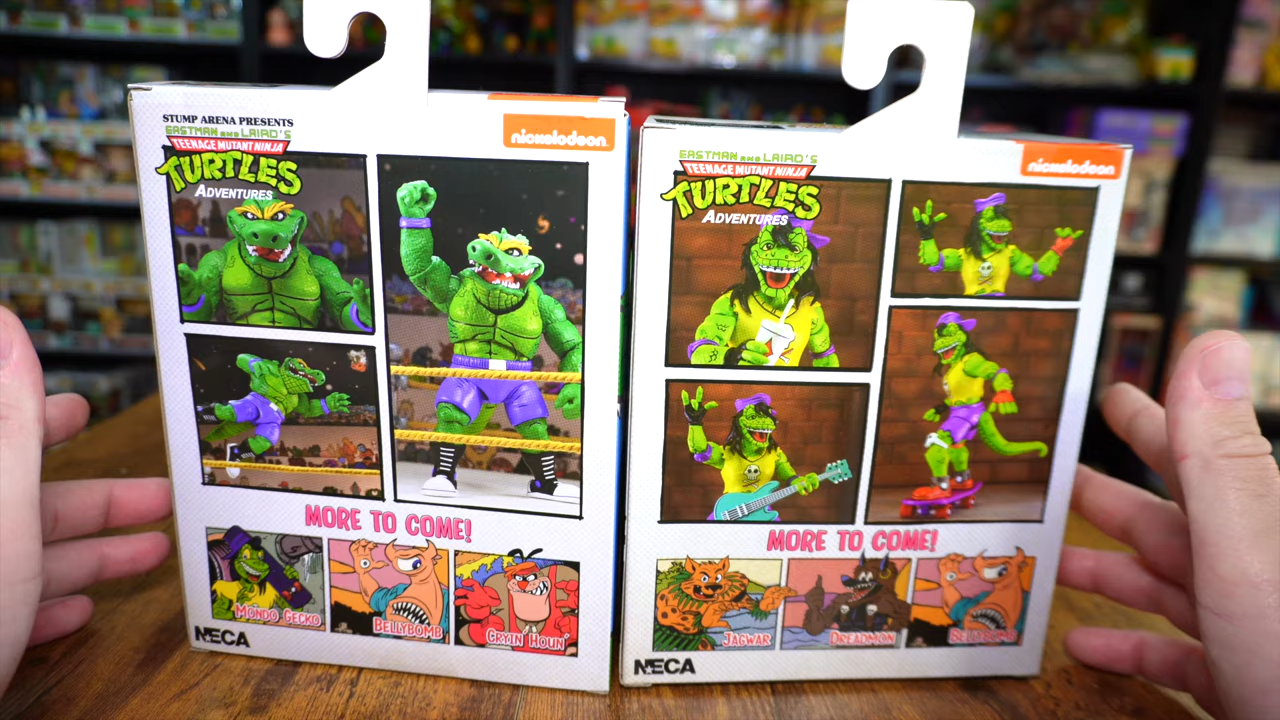 STUMP ARENA PRESENTS
EASTMAN AND LAIRD'S
TEENAGE MUTANT NINJA
TURTLES
ADVENTURES
nickelodeon
MORE TO COME!
MONDO GECKO
BELLYBOMB
CRYIN' HOUN'
NECA
EASTMAN AND LAIRD'S
TEENAGE MUTANT NINJA
TURTLES
ADVENTURES
nickelodeon
MORE TO COME!
JAGWAR
DREADMON
BELLYBOMB
NECA